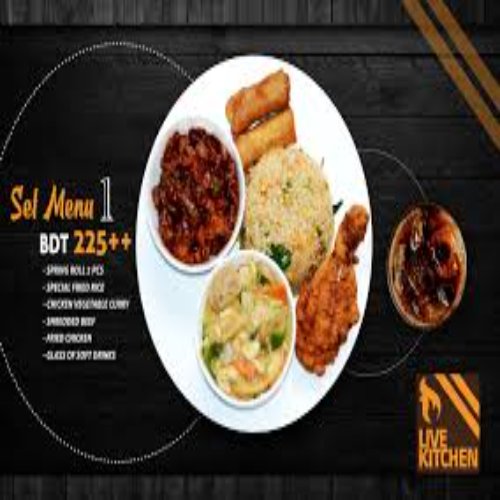 Set Menu 1
BDT 225++
-SPRING ROLL 2 PCS
-SPECIAL FRIED RICE
-CHICKEN VEGETABLE CURRY
-SHREDDED BEEF
-FRIED CHICKEN
-GLASS OF SOFT DRINKS
LIVE
KITCHEN